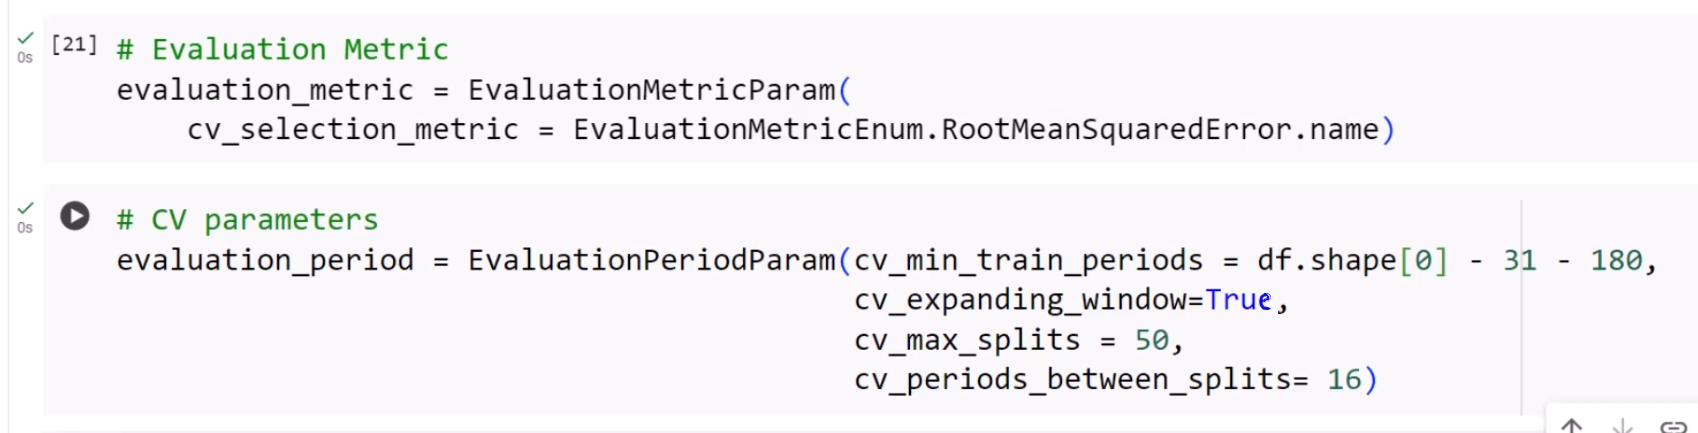 [21] # Evaluation Metric
0s
evaluation_metric = EvaluationMetricParam(
cv_selection_metric = EvaluationMetricEnum.RootMeanSquaredError.name)
# CV parameters
0s
evaluation_period = EvaluationPeriodParam(cv_min_train_periods = df.shape[0] - 31 - 180,
cv_expanding_window=True,
cv_max_splits = 50,
cv_periods_between_splits= 16)